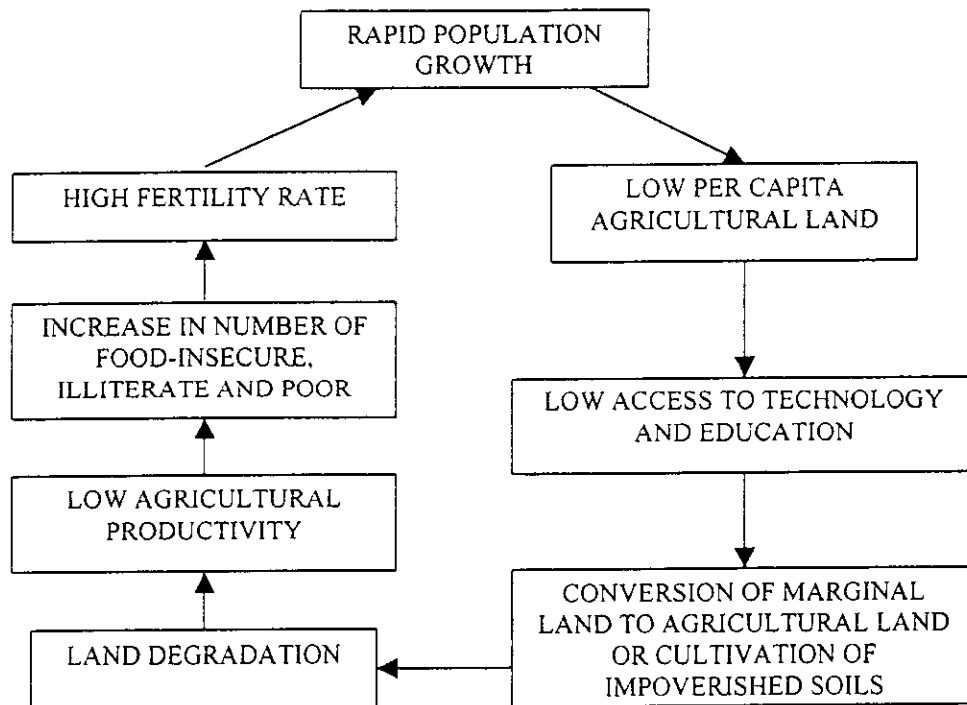 RAPID POPULATION
GROWTH
LOW PER CAPITA
AGRICULTURAL LAND
LOW ACCESS TO TECHNOLOGY
AND EDUCATION
CONVERSION OF MARGINAL
LAND TO AGRICULTURAL LAND
OR CULTIVATION OF
IMPOVERISHED SOILS
LAND DEGRADATION
LOW AGRICULTURAL
PRODUCTIVITY
INCREASE IN NUMBER OF
FOOD-INSECURE,
ILLITERATE AND POOR
HIGH FERTILITY RATE